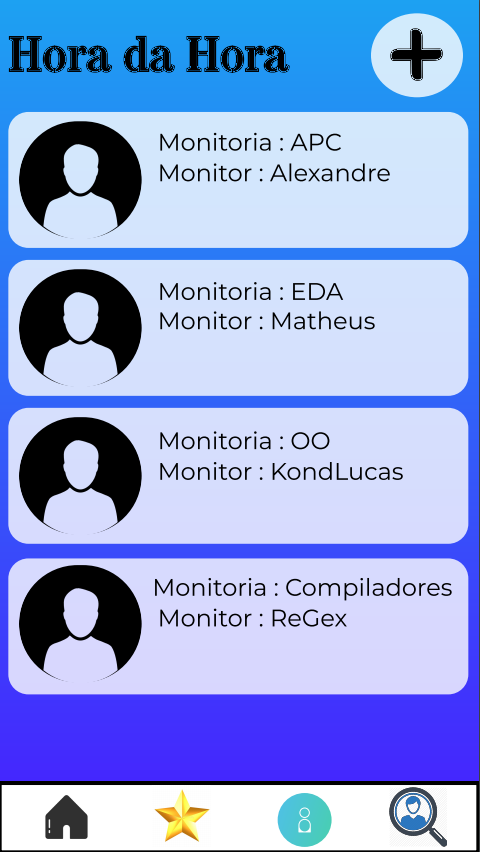 Hora da Hora
Monitoria : APC
Monitor : Alexandre
Monitoria : EDA
Monitor : Matheus
Monitoria : OO
Monitor : KondLucas
Monitoria : Compiladores
Monitor : ReGex